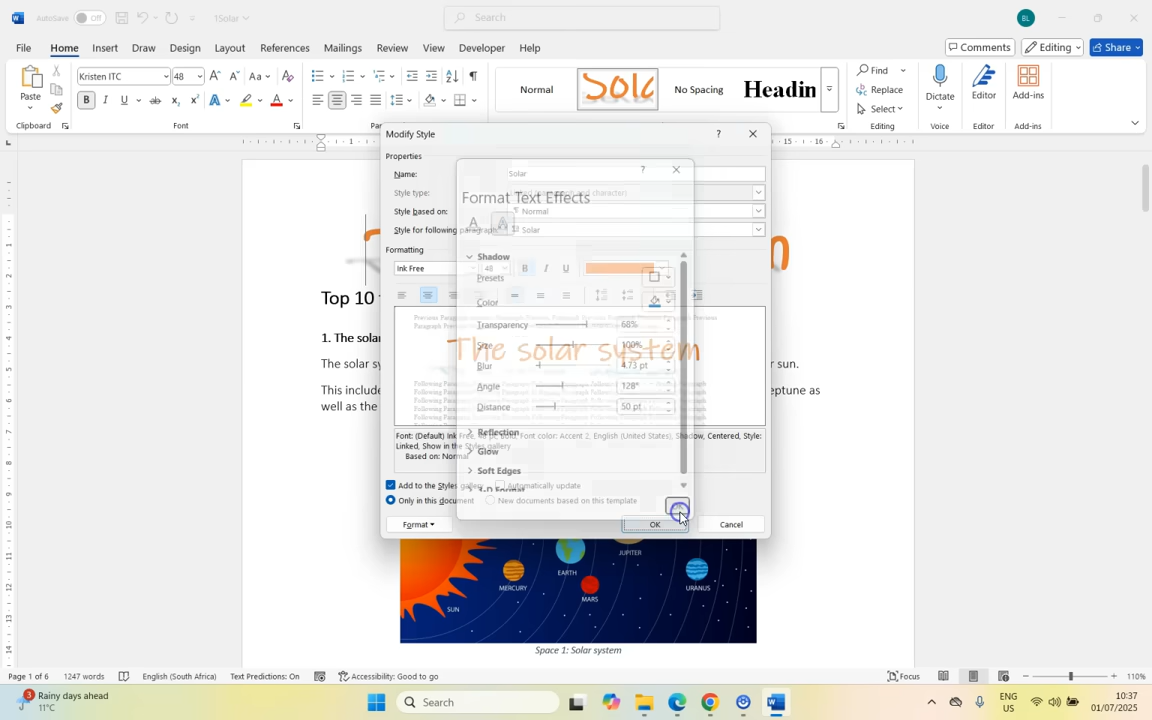 AutoSave Off 1Solar Search BL
File Home Insert Draw Design Layout References Mailings Review View Developer Help Comments Editing Share
Paste Kristen ITC 48 Aa Normal No Spacing Headin Find Replace Select Dictate Editor Add-ins
Clipboard Font Editing Voice Editor Add-ins
Modify Style ?
Properties
Name: Solar
Style type:
Style based on: Normal
Style for following paragraph: Solar
Formatting
Ink Free 48 B I U
Format Text Effects
Shadow
Presets
Color
Transparency 68%
Size 100%
Blur 4.73 pt
Angle 128°
Distance 50 pt
Reflection
Glow
Soft Edges
3-D Format
The solar system
Font: (Default) Ink Free, 48 pt, Bold, Font color: Accent 2, English (United States), Shadow, Centered, Style:
Linked, Show in the Styles gallery
Based on: Normal
Add to the Styles gallery Automatically update
Only in this document New documents based on this template
Format OK Cancel
Top 10
1. The solar
The solar sy sun.
This include eptune as
well as the
SUN MERCURY EARTH MARS JUPITER URANUS
Space 1: Solar system
Page 1 of 6 1247 words English (South Africa) Text Predictions: On Accessibility: Good to go Focus 110%
3 Rainy days ahead
11°C
Search
ENG
US
10:37
01/07/2025